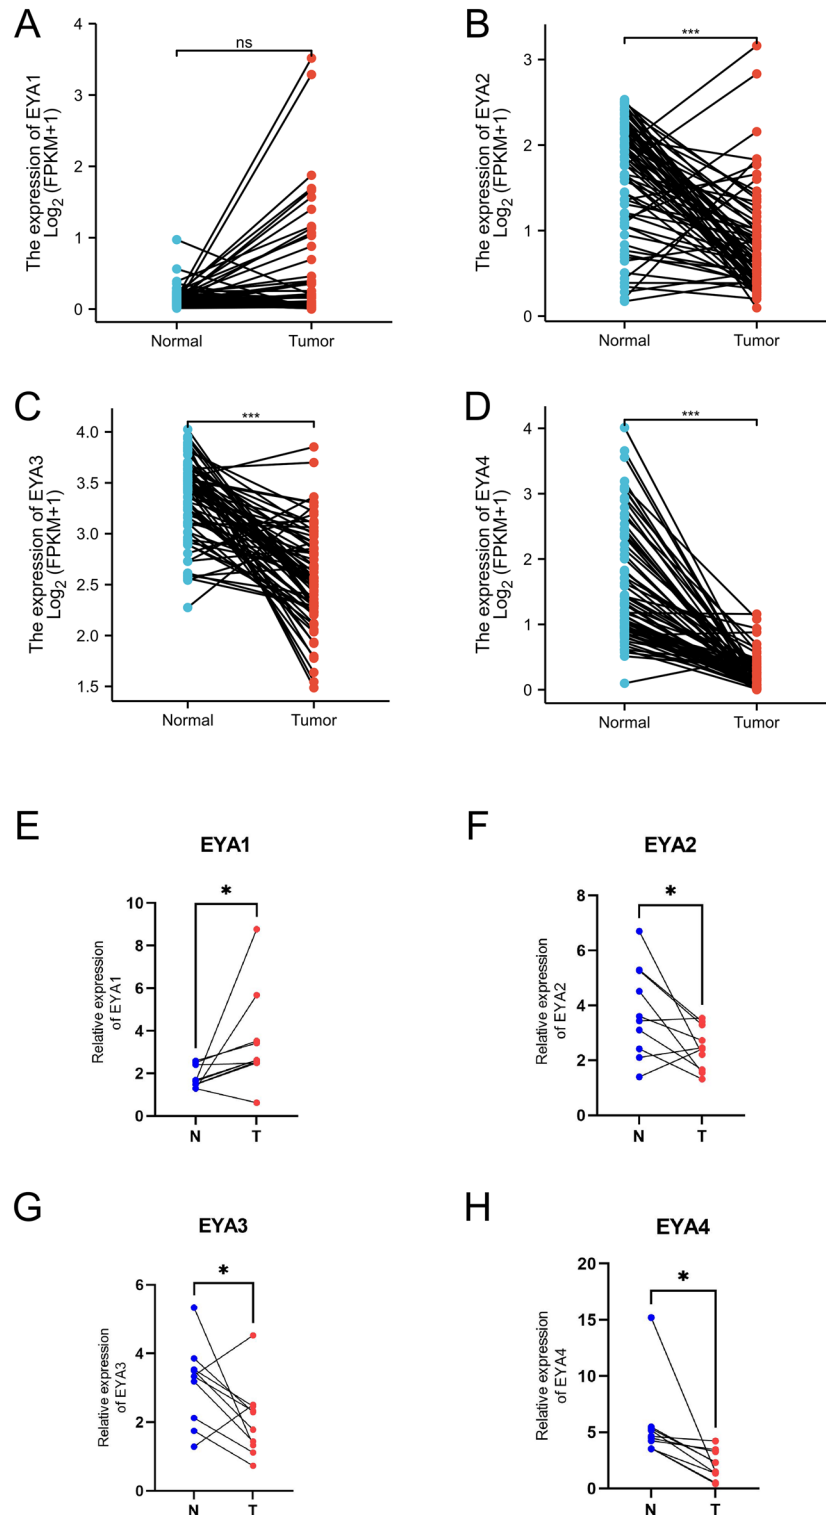 A
The expression of EYA1
Log2 (FPKM+1)
4
3
2
1
0
ns
Normal
Tumor
B
The expression of EYA2
Log2 (FPKM+1)
3
2
1
0
***
Normal
Tumor
C
The expression of EYA3
Log2 (FPKM+1)
4.0
3.5
3.0
2.5
2.0
1.5
***
Normal
Tumor
D
The expression of EYA4
Log2 (FPKM+1)
4
3
2
1
0
***
Normal
Tumor
E
EYA1
Relative expression
of EYA1
10
8
6
4
2
0
*
N
T
F
EYA2
Relative expression
of EYA2
8
6
4
2
0
*
N
T
G
EYA3
Relative expression
of EYA3
6
4
2
0
*
N
T
H
EYA4
Relative expression
of EYA4
20
15
10
5
0
*
N
T